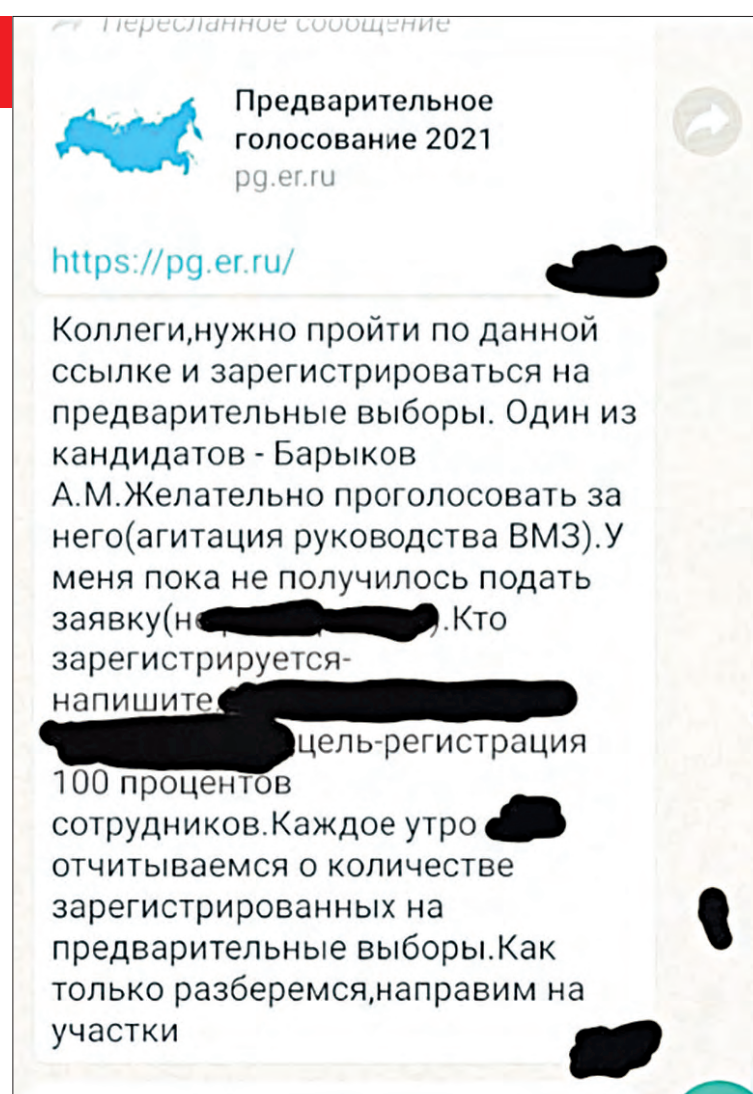 Пересланное сообщение
Предварительное
голосование 2021
pg.er.ru
https://pg.er.ru/
Коллеги,нужно пройти по данной
ссылке и зарегистрироваться на
предварительные выборы. Один из
кандидатов - Барыков
А.М.Желательно проголосовать за
него(агитация руководства ВМЗ).У
меня пока не получилось подать
заявку( ).Кто
зарегистрируется-
напишите
цель-регистрация
100 процентов
сотрудников.Каждое утро
отчитываемся о количестве
зарегистрированных на
предварительные выборы.Как
только разберемся,направим на
участки